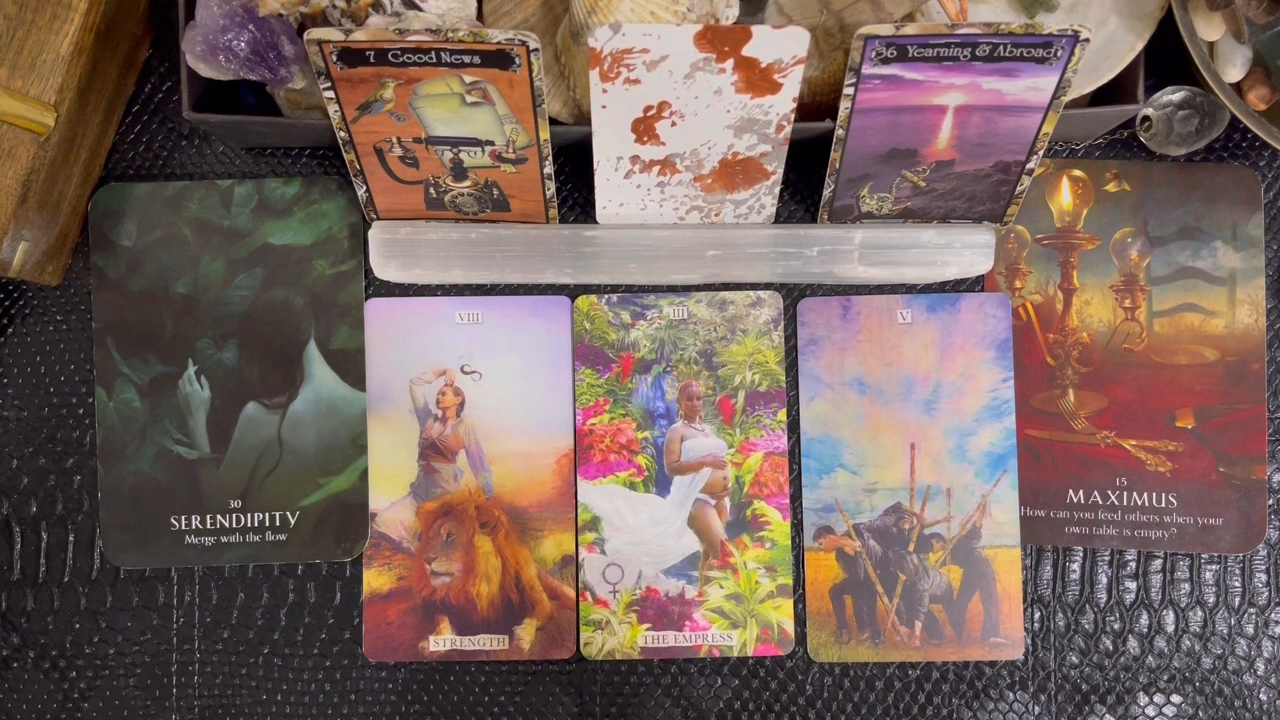 7 Good News
36 Yearning & Abroad
30
SERENDIPITY
Merge with the flow
VIII
STRENGTH
III
THE EMPRESS
V
15
MAXIMUS
How can you feed others when your
own table is empty?